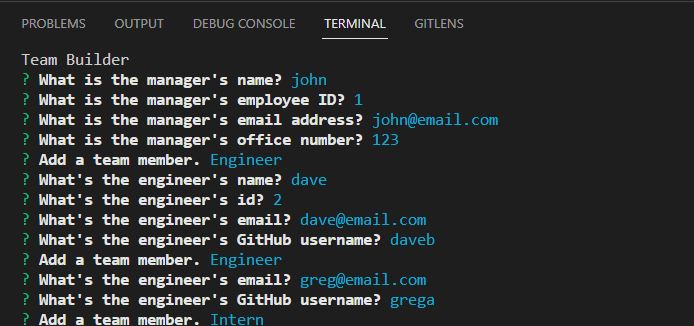 PROBLEMS OUTPUT DEBUG CONSOLE TERMINAL GITLENS
Team Builder
? What is the manager's name? john
? What is the manager's employee ID? 1
? What is the manager's email address? john@email.com
? What is the manager's office number? 123
? Add a team member. Engineer
? What's the engineer's name? dave
? What's the engineer's id? 2
? What's the engineer's email? dave@email.com
? What's the engineer's GitHub username? daveb
? Add a team member. Engineer
? What's the engineer's email? greg@email.com
? What's the engineer's GitHub username? grega
? Add a team member. Intern